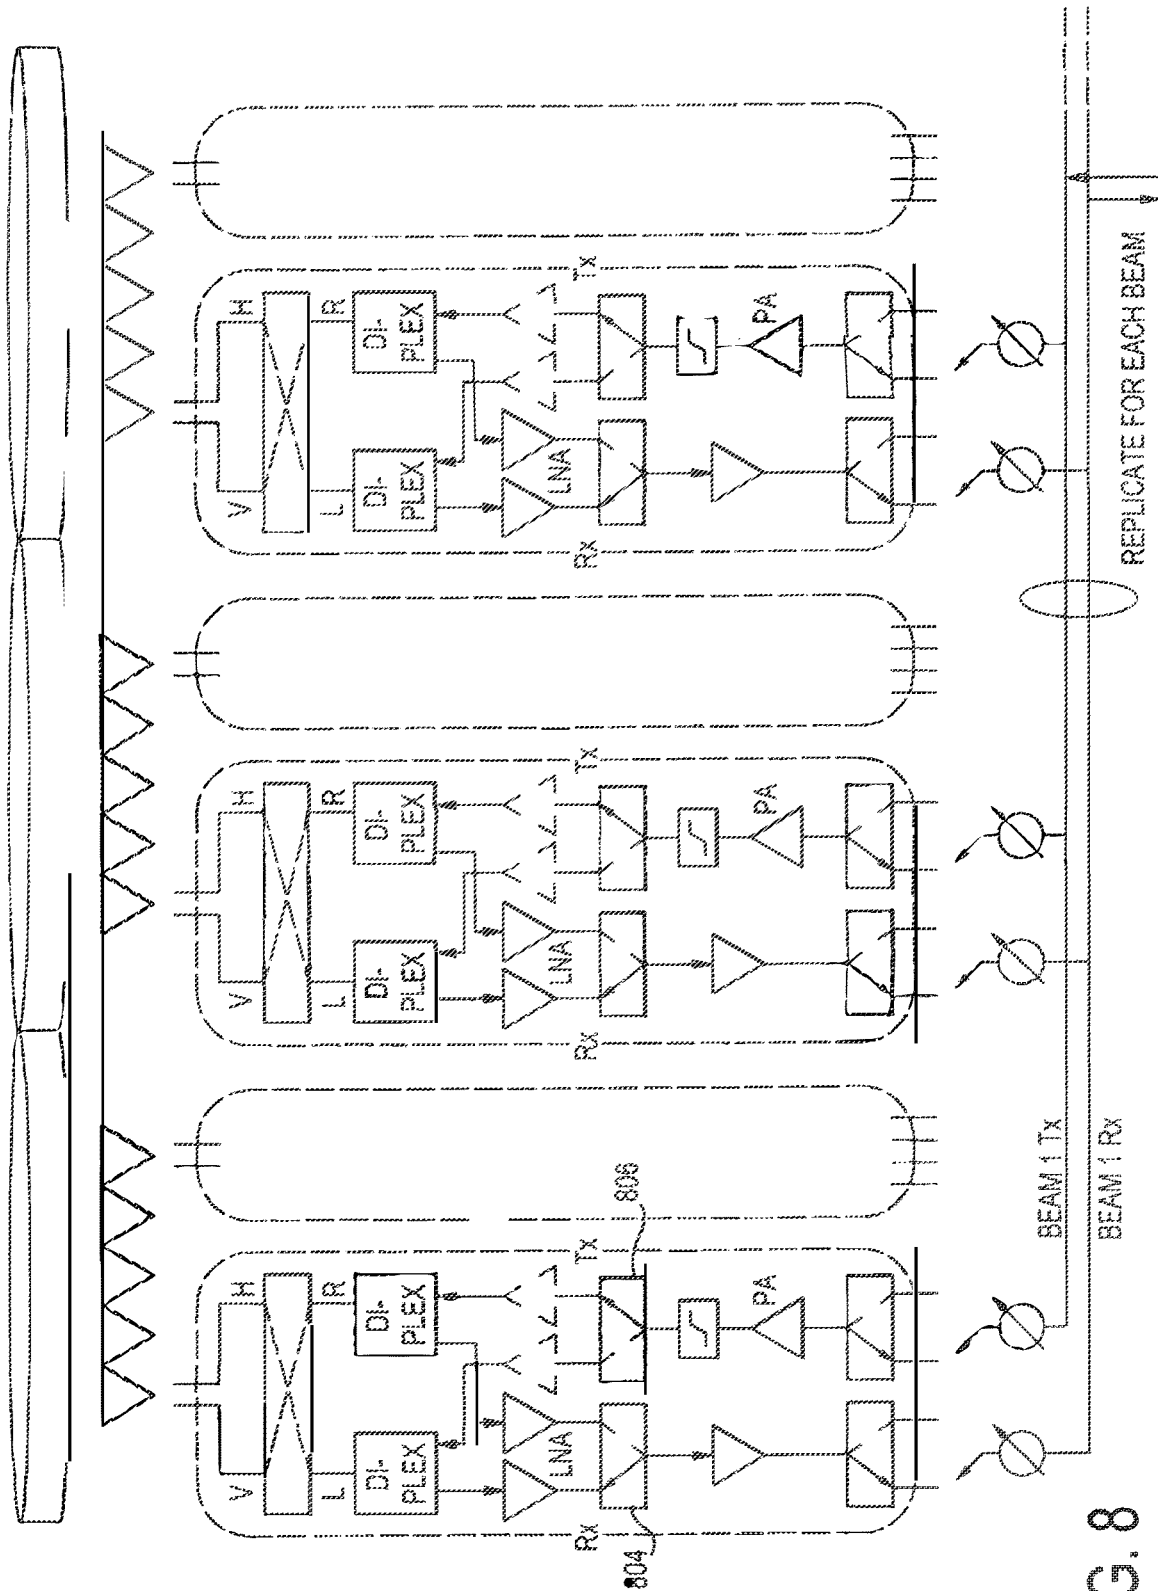 V
H
L
R
DI-
PLEX
DI-
PLEX
LNA
Rx
Tx
PA
804
806
V
H
L
R
DI-
PLEX
DI-
PLEX
LNA
Rx
Tx
PA
V
H
L
R
DI-
PLEX
DI-
PLEX
LNA
Rx
Tx
PA
BEAM 1 Tx
BEAM 1 Rx
REPLICATE FOR EACH BEAM
G. 8